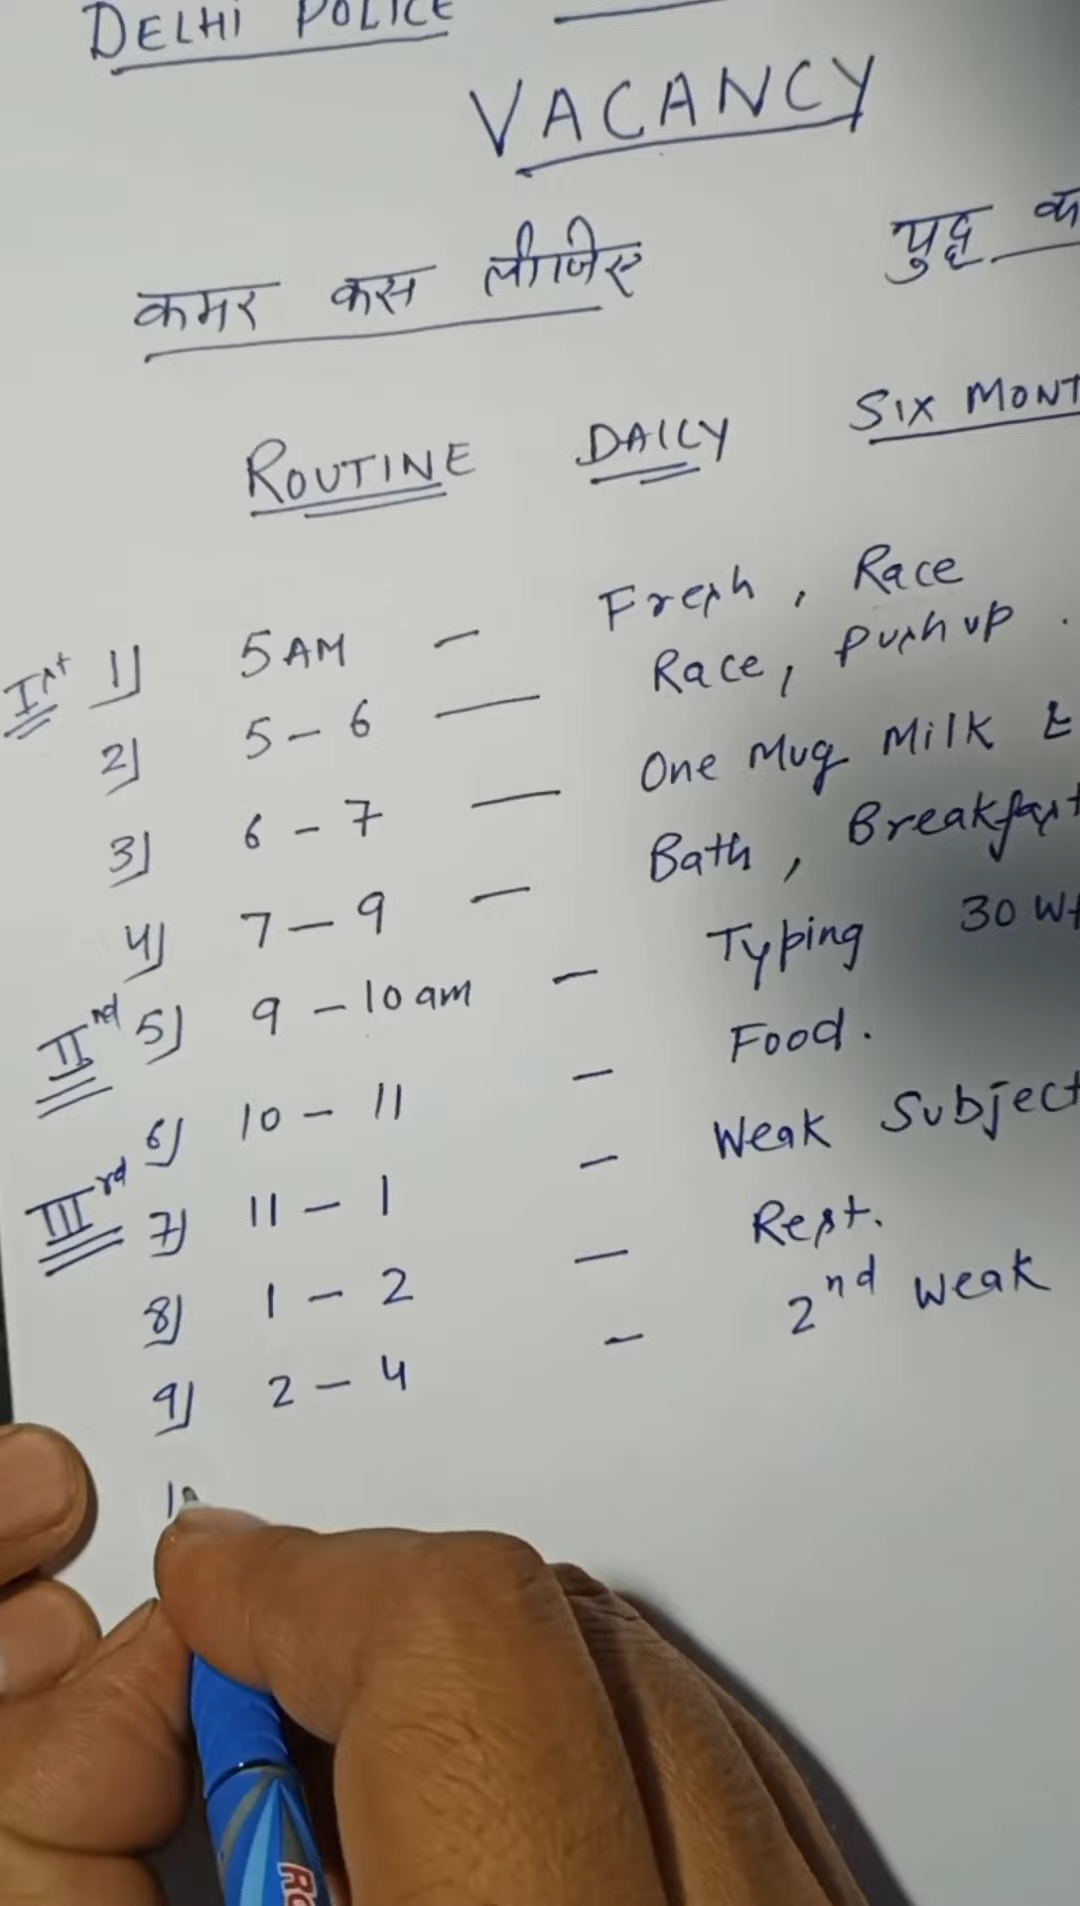 DELHI POLICE
VACANCY
कमर कस लीजिए युद्ध
ROUTINE DAILY SIX MONT
Ist 1) 5 AM — Fresh, Race
2) 5 – 6 — Race, Push up.
3) 6 – 7 — One Mug Milk &
4) 7 – 9 — Bath, Breakfast
IInd 5) 9 – 10 am — Typing 30 W
6) 10 – 11 — Food.
IIIrd 7) 11 – 1 — Weak Subject
8) 1 – 2 — Rest.
9) 2 – 4 — 2nd weak
1